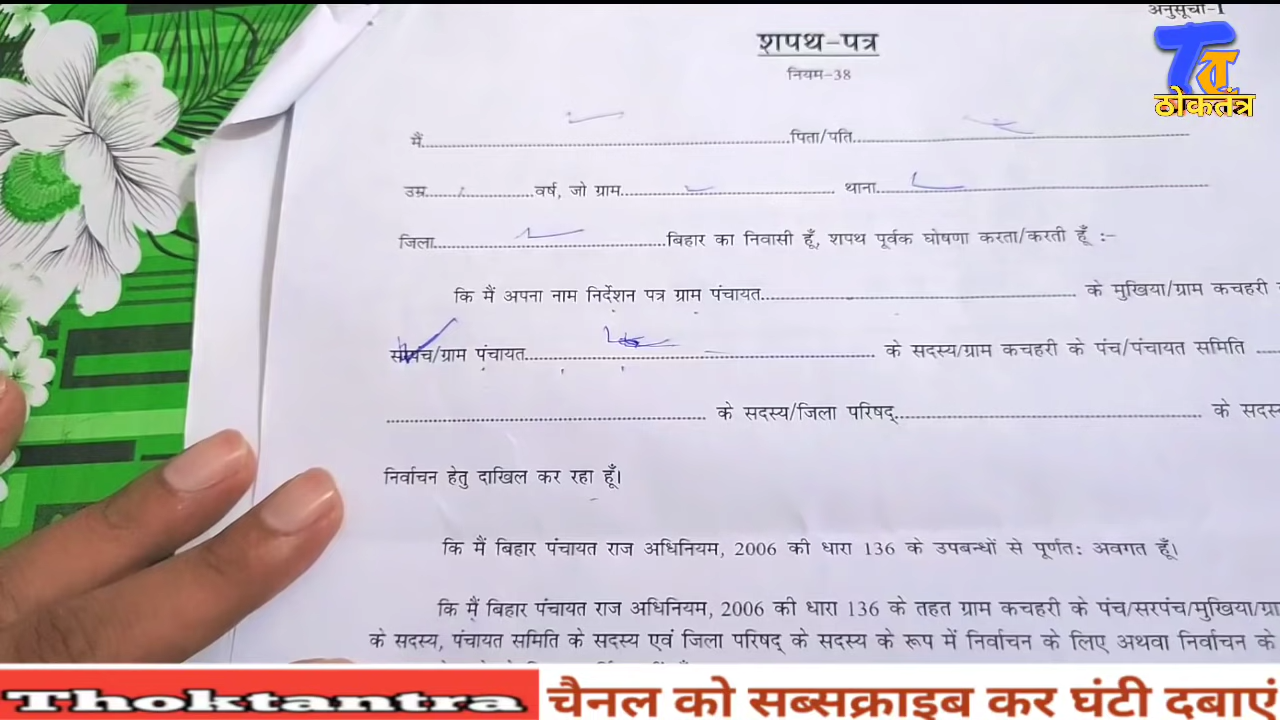 अनुसूची-I
शपथ-पत्र
नियम-38
मैं....................पिता/पति....................
उम्र....................वर्ष, जो ग्राम.................... थाना....................
जिला....................बिहार का निवासी हूँ, शपथ पूर्वक घोषणा करता/करती हूँ :-
कि मैं अपना नाम निर्देशन पत्र ग्राम पंचायत.................... के मुखिया/ग्राम कचहरी
सरपंच/ग्राम पंचायत.................... के सदस्य/ग्राम कचहरी के पंच/पंचायत समिति ....
.................... के सदस्य/जिला परिषद्.................... के
निर्वाचन हेतु दाखिल कर रहा हूँ।
कि मैं बिहार पंचायत राज अधिनियम, 2006 की धारा 136 के उपबन्धों से पूर्णतः अवगत हूँ।
कि मैं बिहार पंचायत राज अधिनियम, 2006 की धारा 136 के तहत ग्राम कचहरी के पंच/सरपंच/मुखिया/
के सदस्य, पंचायत समिति के सदस्य एवं जिला परिषद् के सदस्य के रूप में निर्वाचन के लिए अथवा निर्वाचन के
ठोकतंत्र
Thoktantra
चैनल को सब्सक्राइब कर घंटी दबाएं